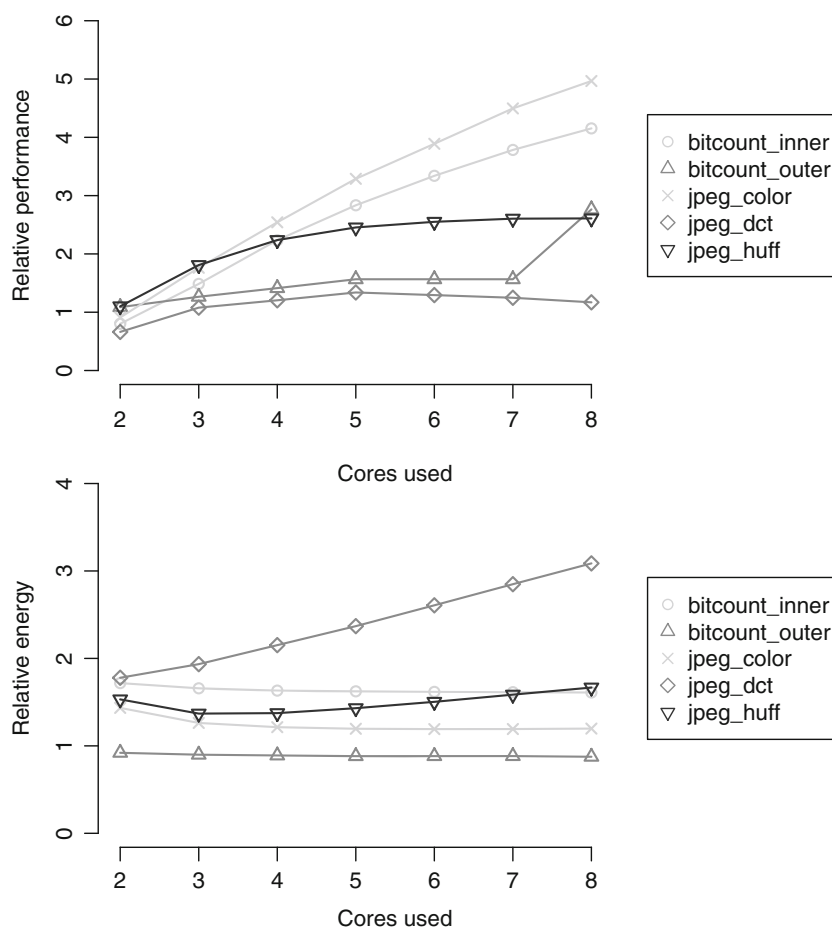 6
5
4
3
2
1
0
Relative performance
2 3 4 5 6 7 8
Cores used
bitcount_inner
bitcount_outer
jpeg_color
jpeg_dct
jpeg_huff
4
3
2
1
0
Relative energy
2 3 4 5 6 7 8
Cores used
bitcount_inner
bitcount_outer
jpeg_color
jpeg_dct
jpeg_huff